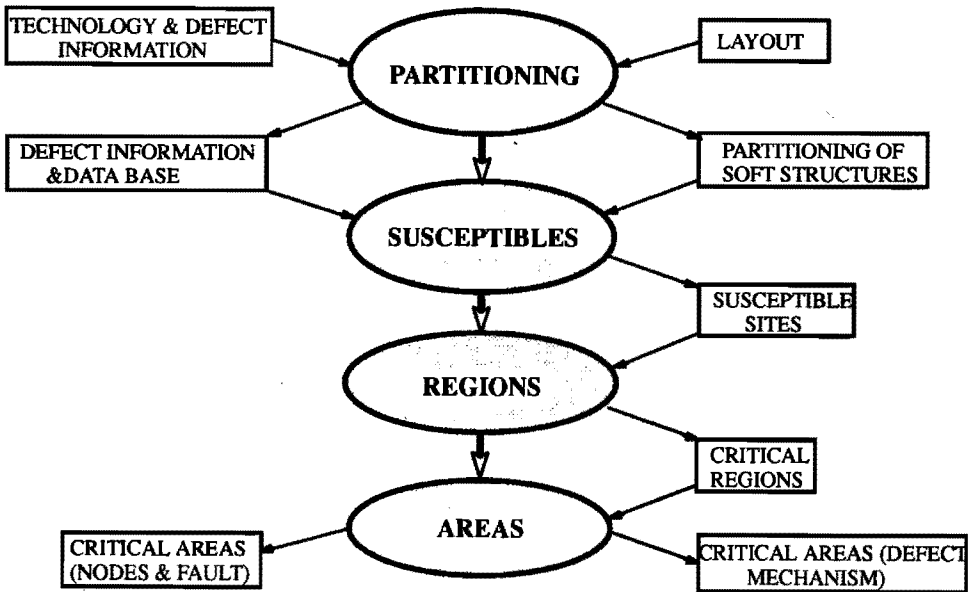 TECHNOLOGY & DEFECT
INFORMATION
LAYOUT
PARTITIONING
DEFECT INFORMATION
&DATA BASE
PARTITIONING OF
SOFT STRUCTURES
SUSCEPTIBLES
SUSCEPTIBLE
SITES
REGIONS
CRITICAL
REGIONS
AREAS
CRITICAL AREAS
(NODES & FAULT)
CRITICAL AREAS (DEFECT
MECHANISM)